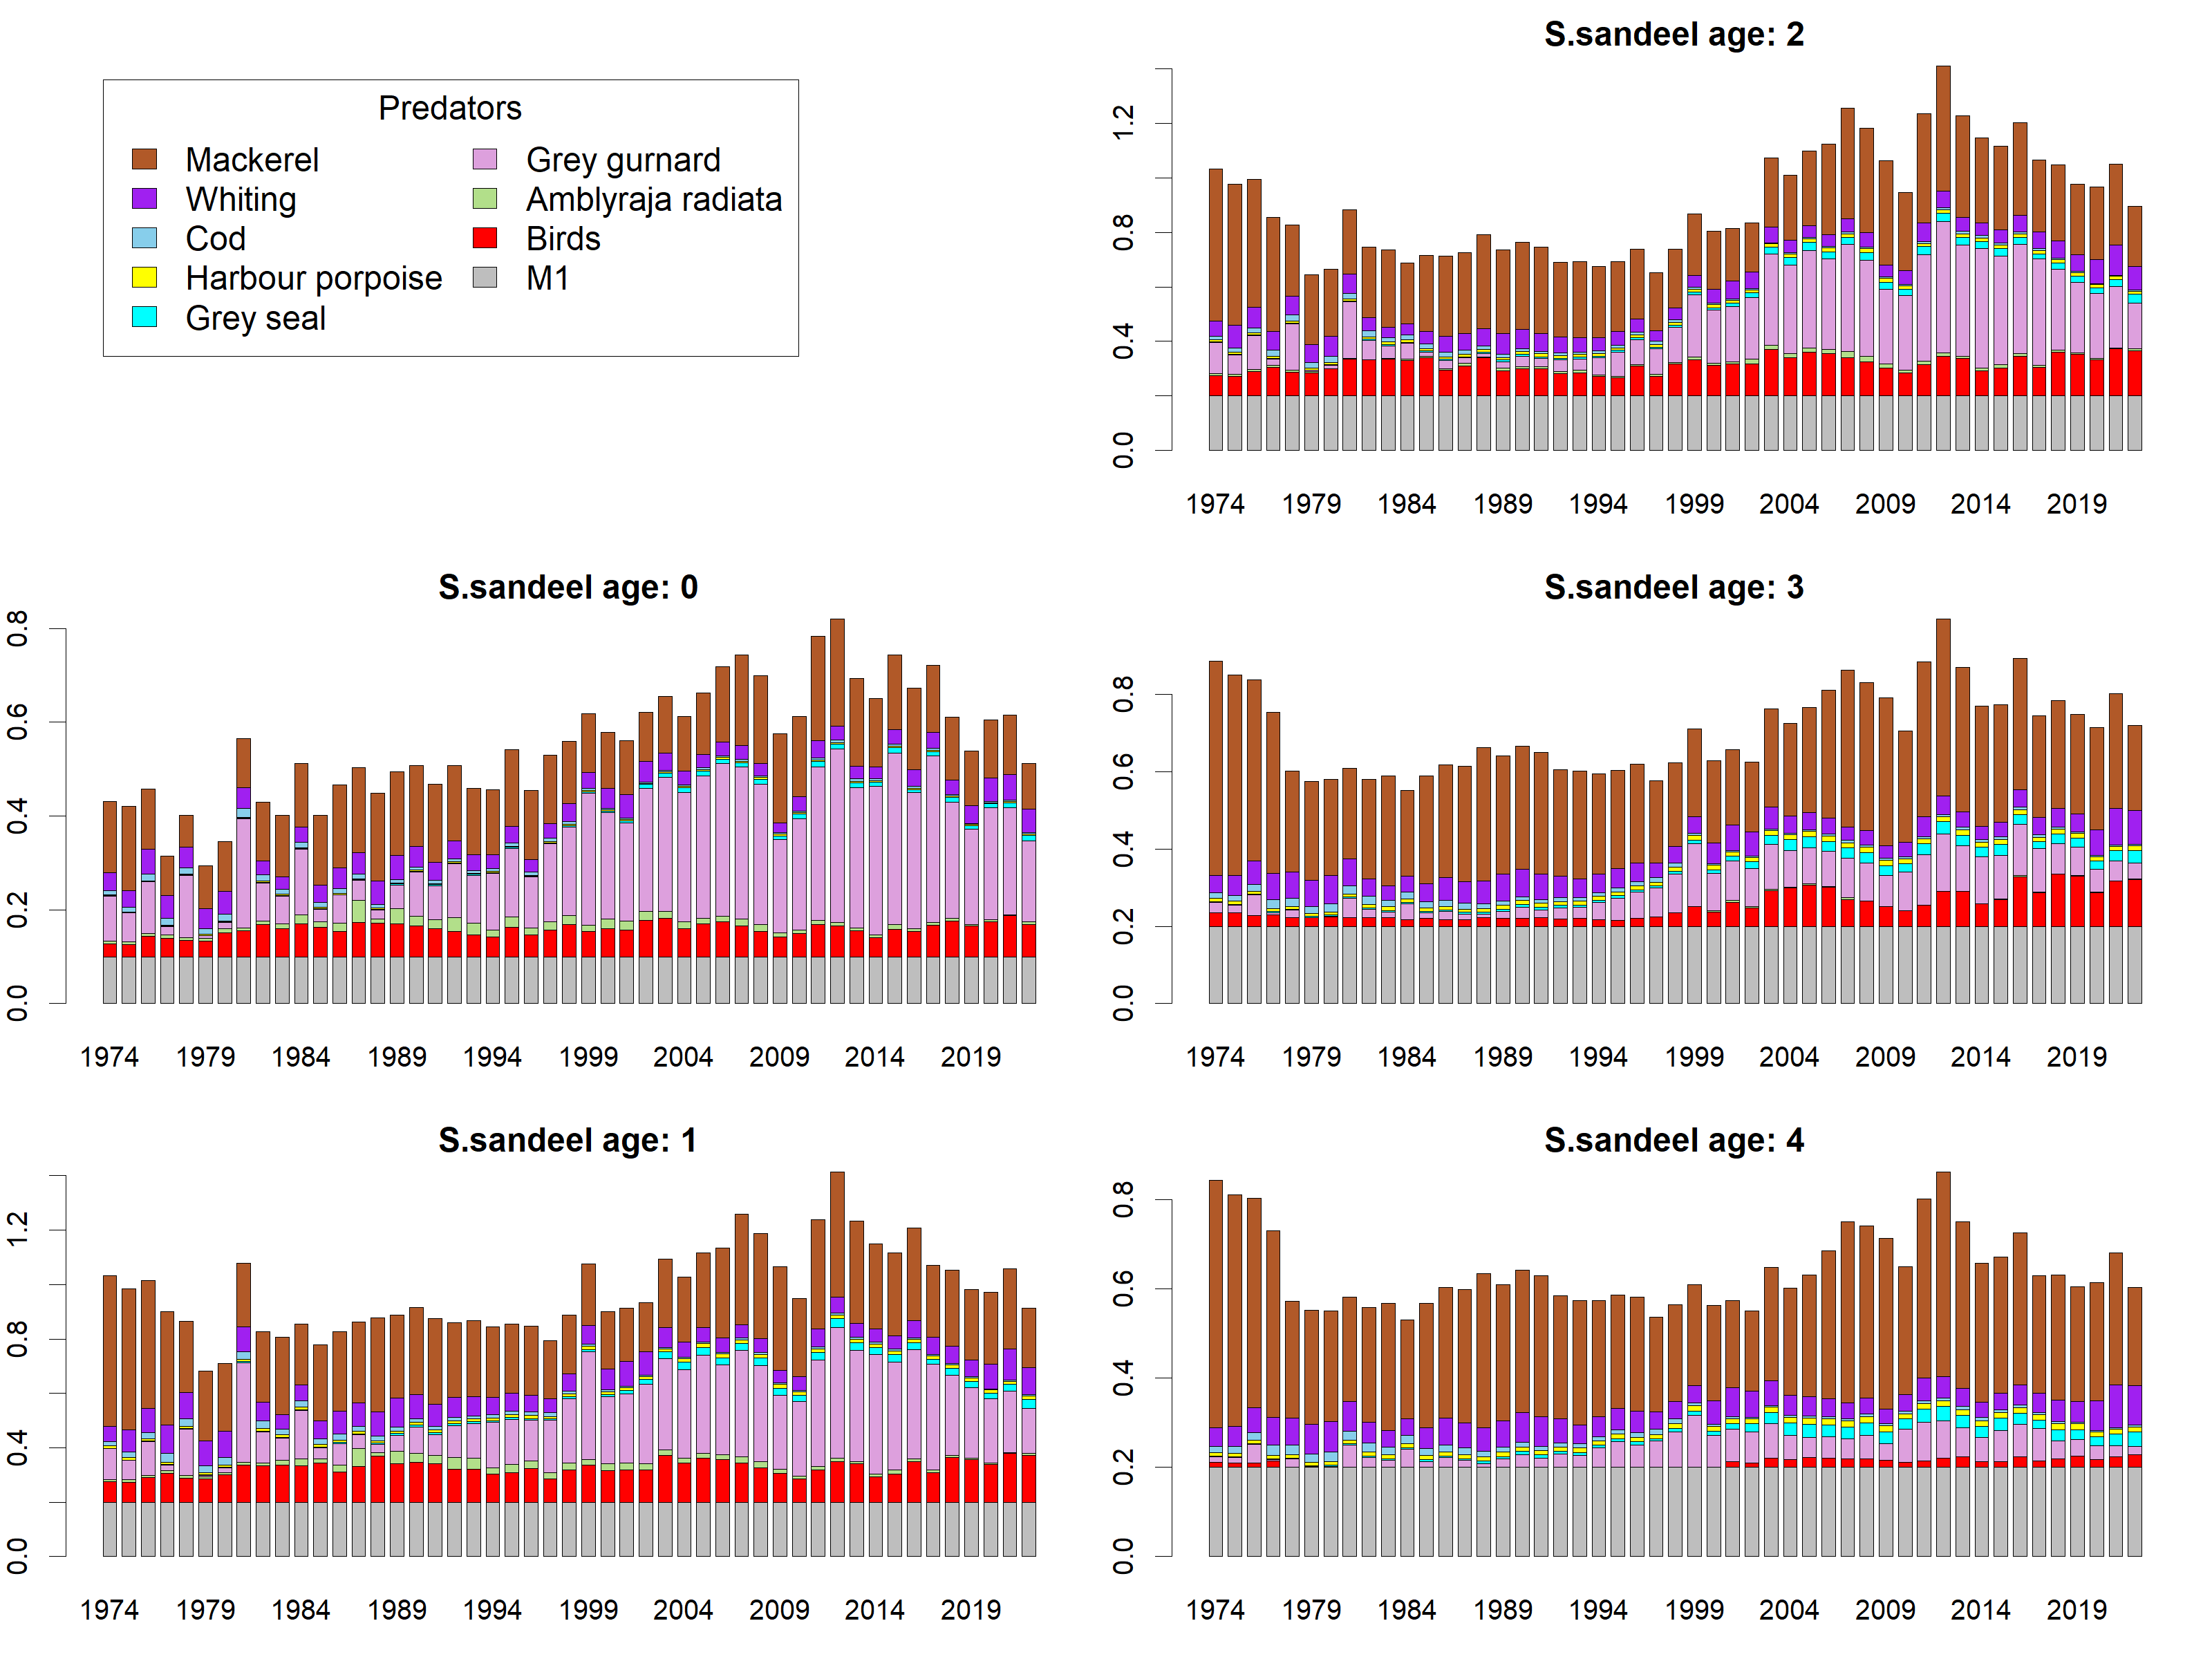 Predators
Mackerel
Whiting
Cod
Harbour porpoise
Grey seal
Grey gurnard
Amblyraja radiata
Birds
M1
S.sandeel age: 2
0.0 0.4 0.8 1.2
1974 1979 1984 1989 1994 1999 2004 2009 2014 2019
S.sandeel age: 0
0.0 0.2 0.4 0.6 0.8
1974 1979 1984 1989 1994 1999 2004 2009 2014 2019
S.sandeel age: 3
0.0 0.2 0.4 0.6 0.8
1974 1979 1984 1989 1994 1999 2004 2009 2014 2019
S.sandeel age: 1
0.0 0.4 0.8 1.2
1974 1979 1984 1989 1994 1999 2004 2009 2014 2019
S.sandeel age: 4
0.0 0.2 0.4 0.6 0.8
1974 1979 1984 1989 1994 1999 2004 2009 2014 2019